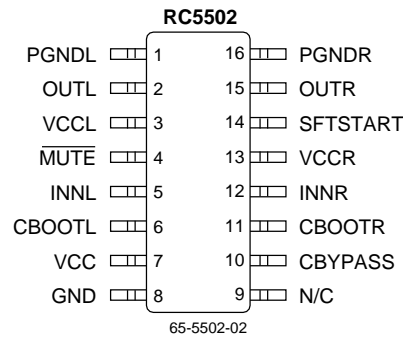 RC5502
PGNDL 1 16 PGNDR
OUTL 2 15 OUTR
VCCL 3 14 SFTSTART
MUTE 4 13 VCCR
INNL 5 12 INNR
CBOOTL 6 11 CBOOTR
VCC 7 10 CBYPASS
GND 8 9 N/C
65-5502-02